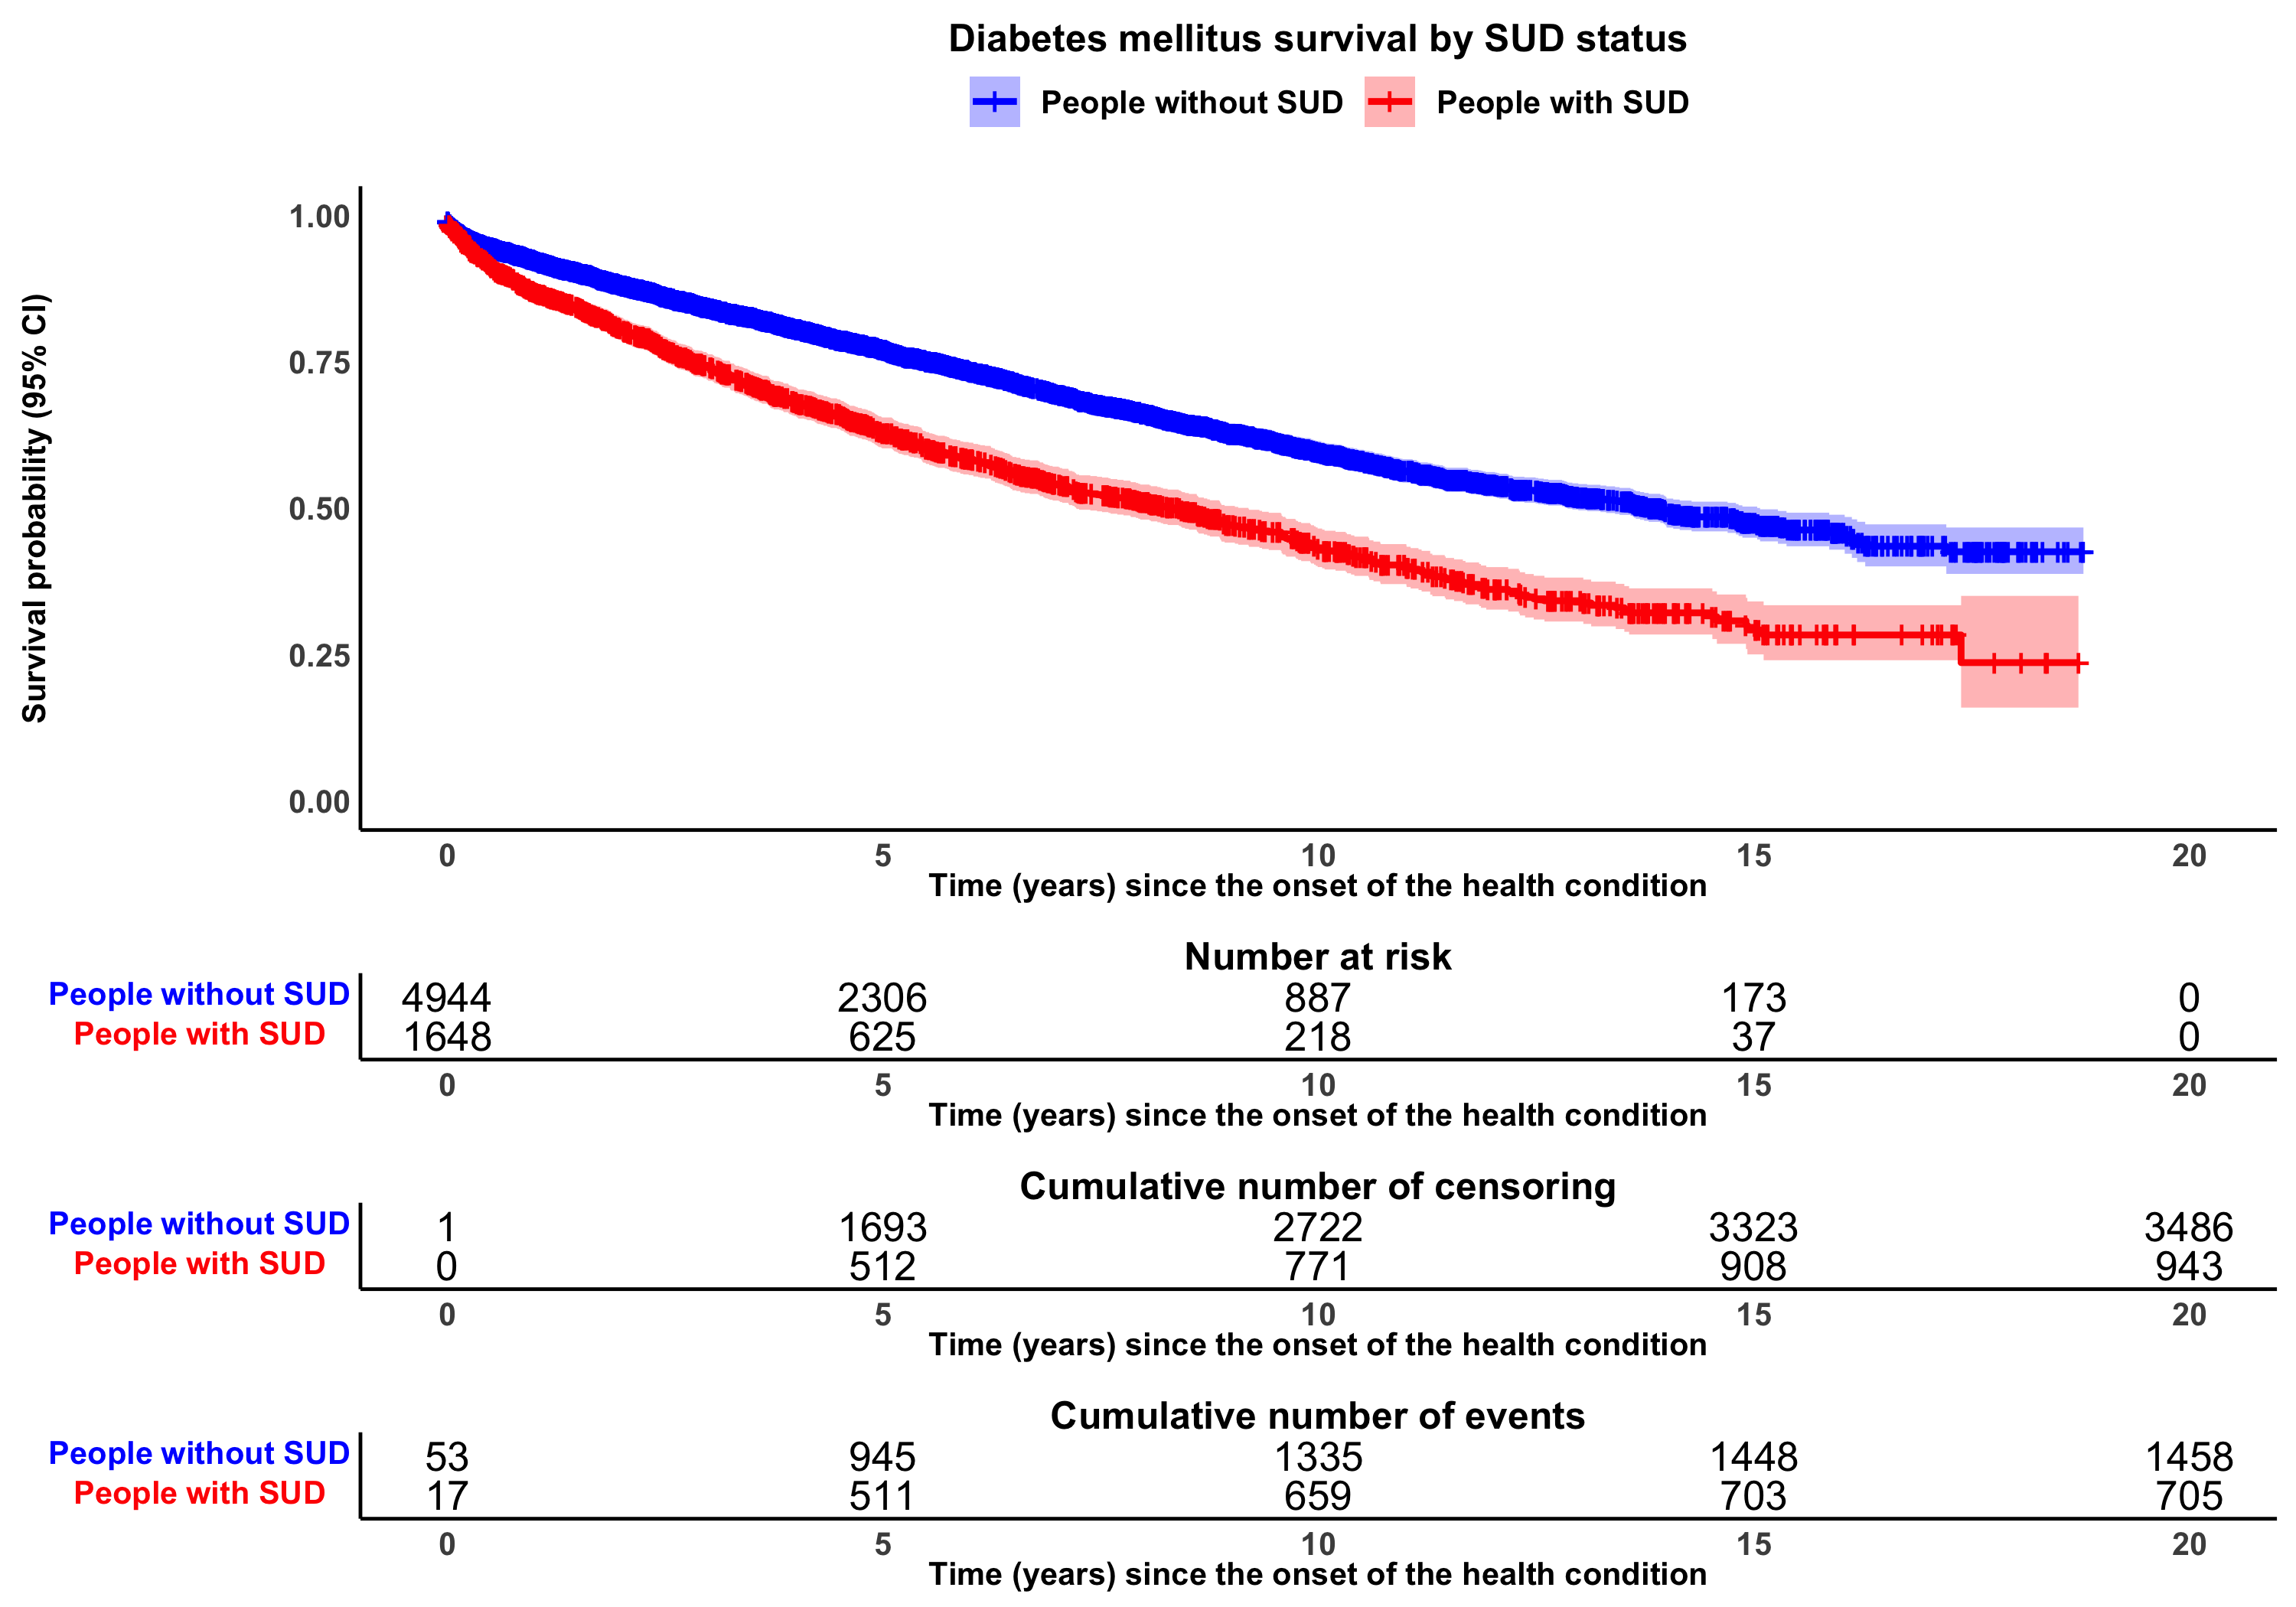 Diabetes mellitus survival by SUD status
People without SUD People with SUD
Survival probability (95% CI)
1.00
0.75
0.50
0.25
0.00
0 5 10 15 20
Time (years) since the onset of the health condition
Number at risk
People without SUD 4944 2306 887 173 0
People with SUD 1648 625 218 37 0
0 5 10 15 20
Time (years) since the onset of the health condition
Cumulative number of censoring
People without SUD 1 1693 2722 3323 3486
People with SUD 0 512 771 908 943
0 5 10 15 20
Time (years) since the onset of the health condition
Cumulative number of events
People without SUD 53 945 1335 1448 1458
People with SUD 17 511 659 703 705
0 5 10 15 20
Time (years) since the onset of the health condition